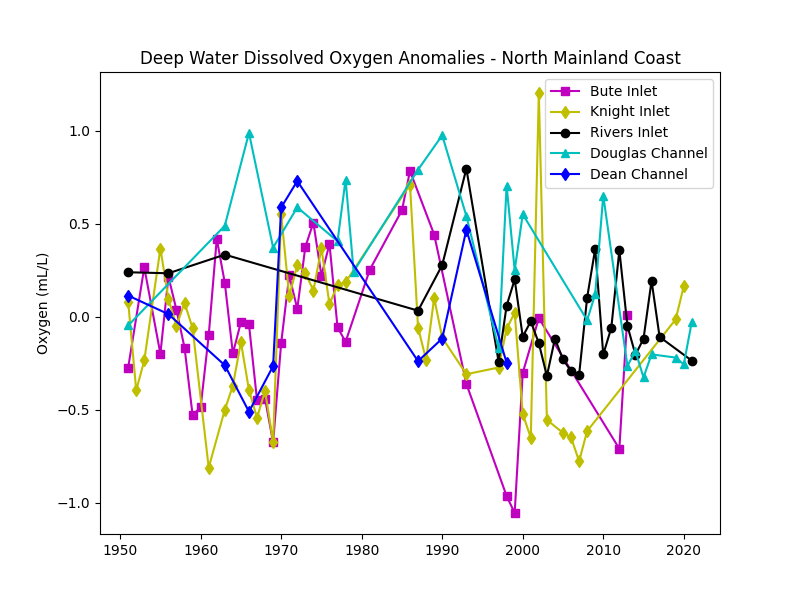 Deep Water Dissolved Oxygen Anomalies - North Mainland Coast
Bute Inlet
Knight Inlet
Rivers Inlet
Douglas Channel
Dean Channel
Oxygen (mL/L)
1.0
0.5
0.0
−0.5
−1.0
1950 1960 1970 1980 1990 2000 2010 2020